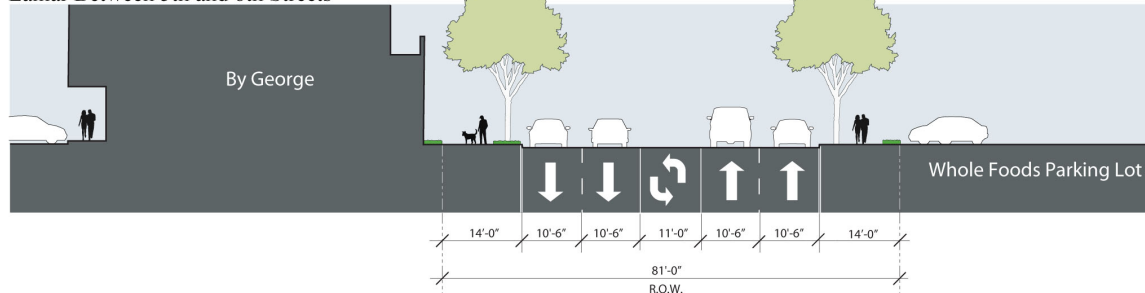 By George
Whole Foods Parking Lot
14'-0" 10'-6" 10'-6" 11'-0" 10'-6" 10'-6" 14'-0"
81'-0"
R.O.W.